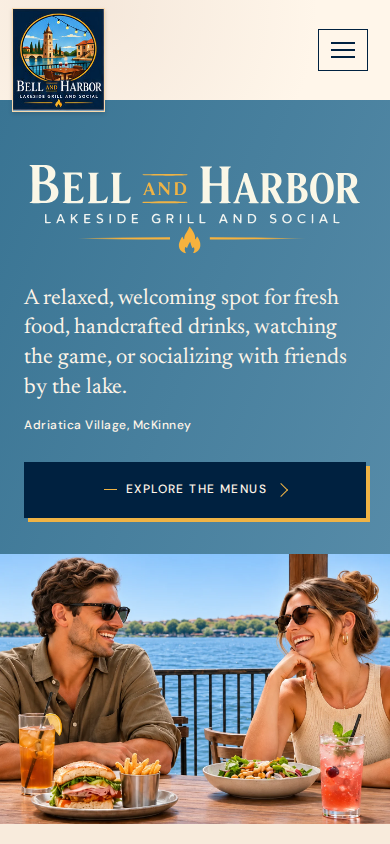 BELL AND HARBOR
LAKESIDE GRILL AND SOCIAL
BELL AND HARBOR
LAKESIDE GRILL AND SOCIAL
A relaxed, welcoming spot for fresh
food, handcrafted drinks, watching
the game, or socializing with friends
by the lake.
Adriatica Village, McKinney
— EXPLORE THE MENUS